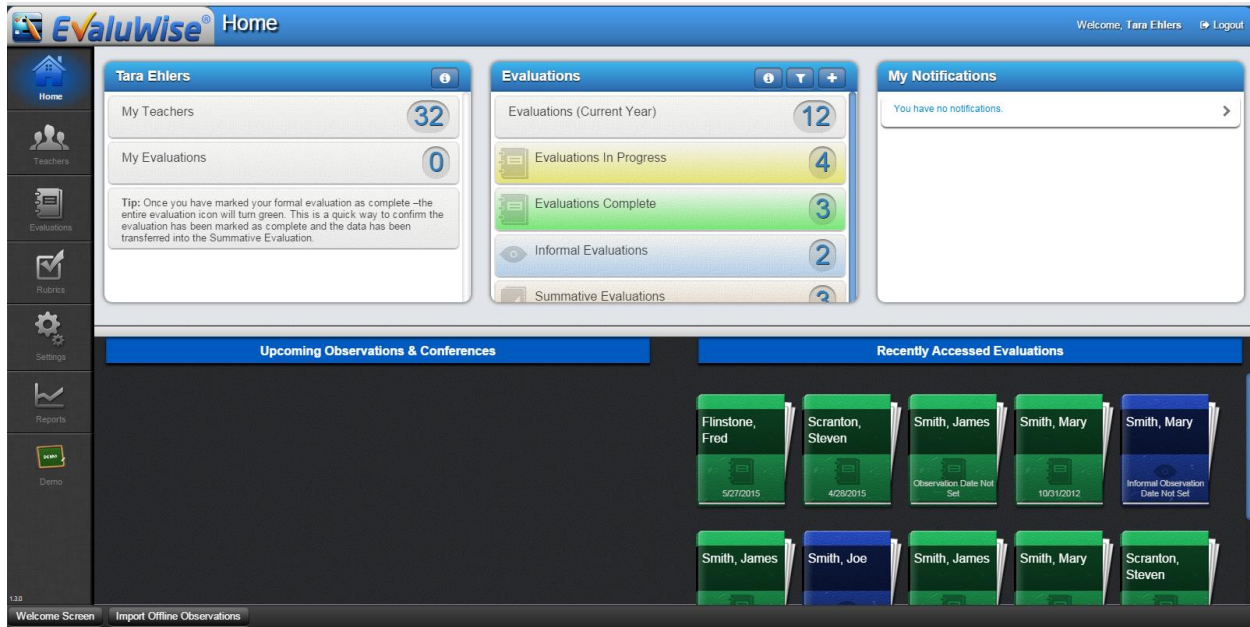 EvaluWise®
Home
Welcome, Tara Ehlers
Logout
Home
Teachers
Evaluations
Rubrics
Settings
Reports
DEMO
Demo
1.3.0
Tara Ehlers
My Teachers
32
My Evaluations
0
Tip: Once you have marked your formal evaluation as complete –the
entire evaluation icon will turn green. This is a quick way to confirm the
evaluation has been marked as complete and the data has been
transferred into the Summative Evaluation.
Evaluations
Evaluations (Current Year)
12
Evaluations In Progress
4
Evaluations Complete
3
Informal Evaluations
2
Summative Evaluations
3
My Notifications
You have no notifications.
Upcoming Observations & Conferences
Recently Accessed Evaluations
Flinstone,
Fred
5/27/2015
Scranton,
Steven
4/28/2015
Smith, James
Observation Date Not
Set
Smith, Mary
10/31/2012
Smith, Mary
Informal Observation
Date Not Set
Smith, James
Smith, Joe
Smith, James
Smith, Mary
Scranton,
Steven
Welcome Screen
Import Offline Observations